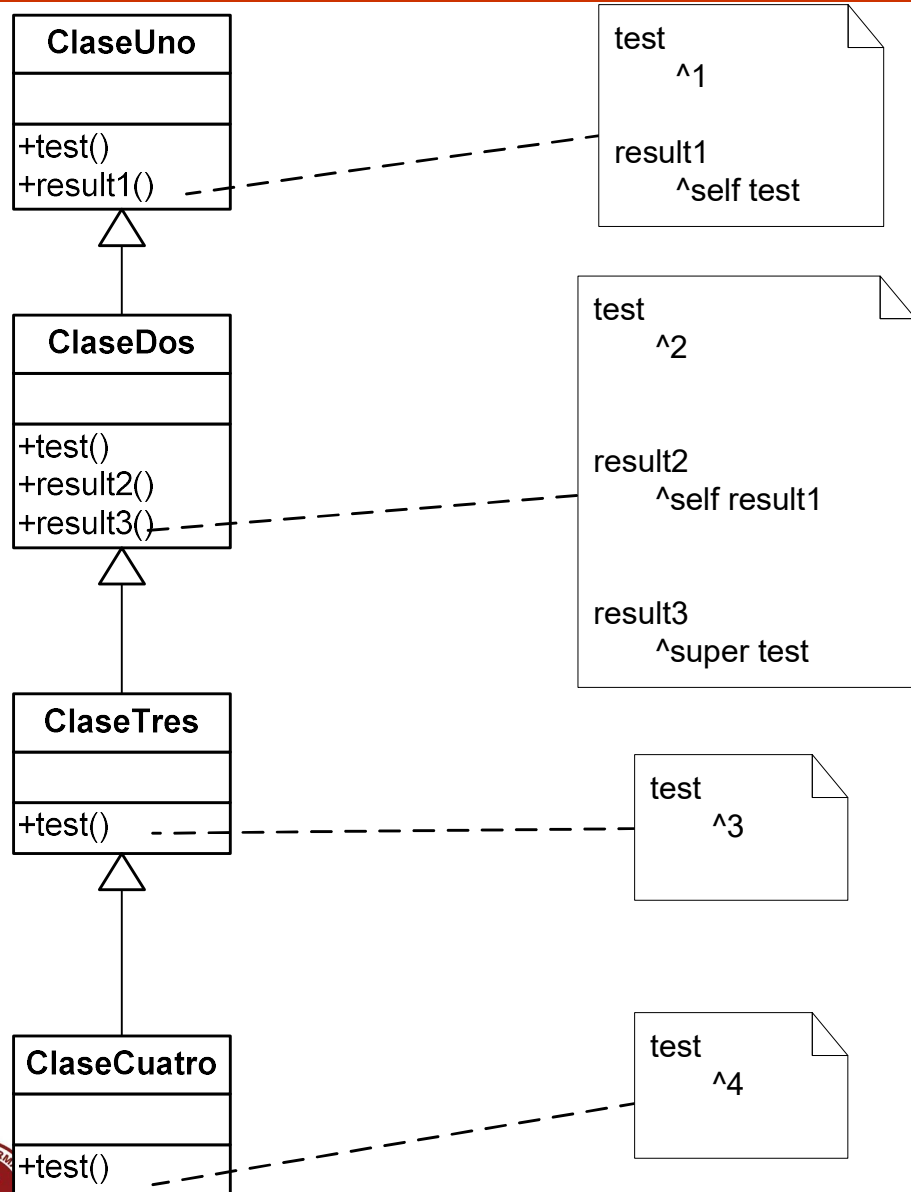 ClaseUno
+test()
+result1()
test
^1
result1
^self test
ClaseDos
+test()
+result2()
+result3()
test
^2
result2
^self result1
result3
^super test
ClaseTres
+test()
test
^3
ClaseCuatro
+test()
test
^4